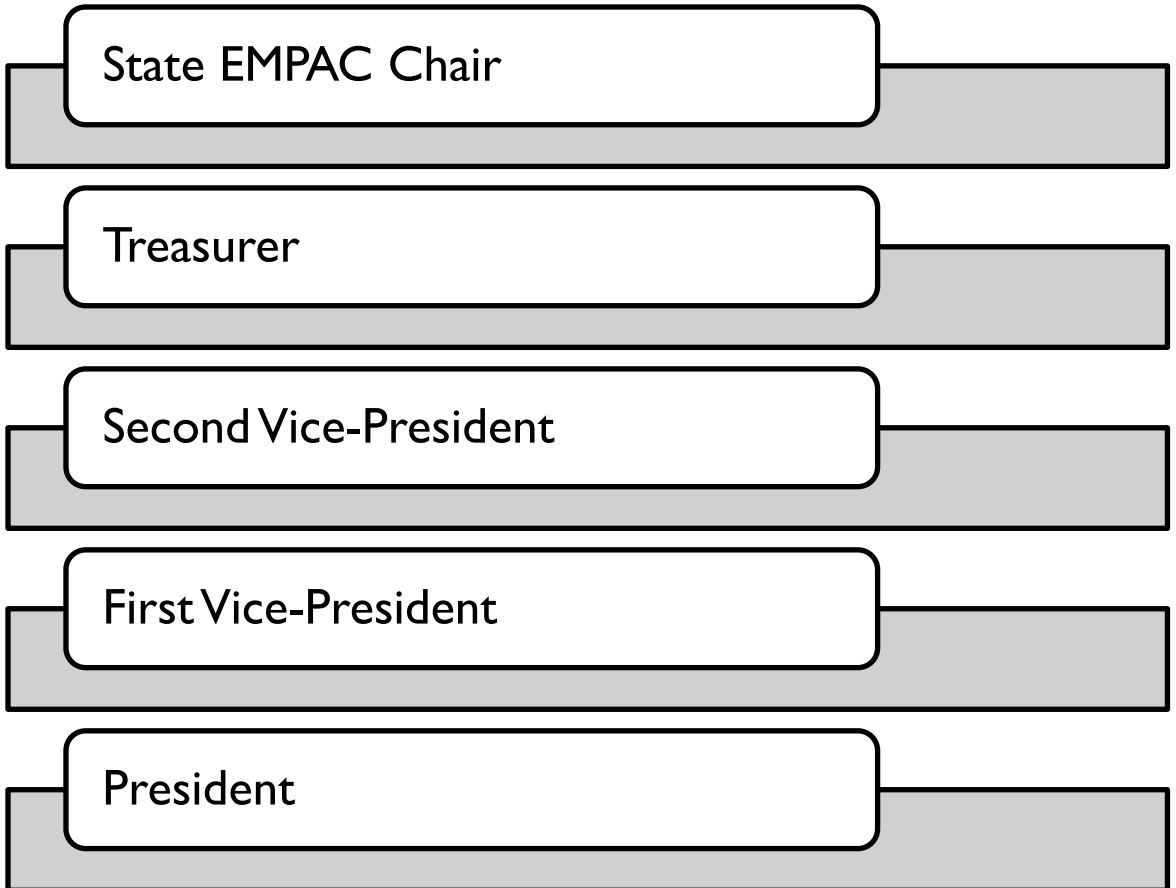 State EMPAC Chair
Treasurer
Second Vice-President
First Vice-President
President